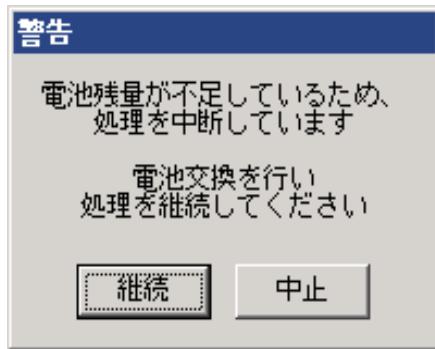 警告
電池残量が不足しているため、
処理を中断しています
電池交換を行い
処理を継続してください
継続
中止